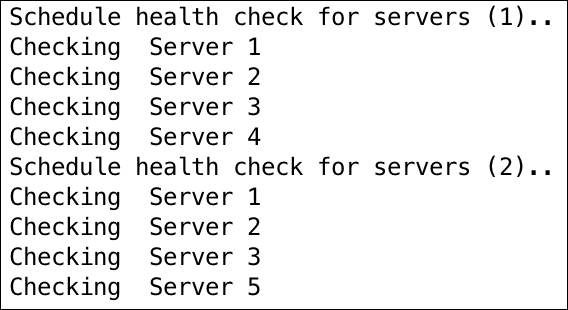 Schedule health check for servers (1)..
Checking  Server 1
Checking  Server 2
Checking  Server 3
Checking  Server 4
Schedule health check for servers (2)..
Checking  Server 1
Checking  Server 2
Checking  Server 3
Checking  Server 5